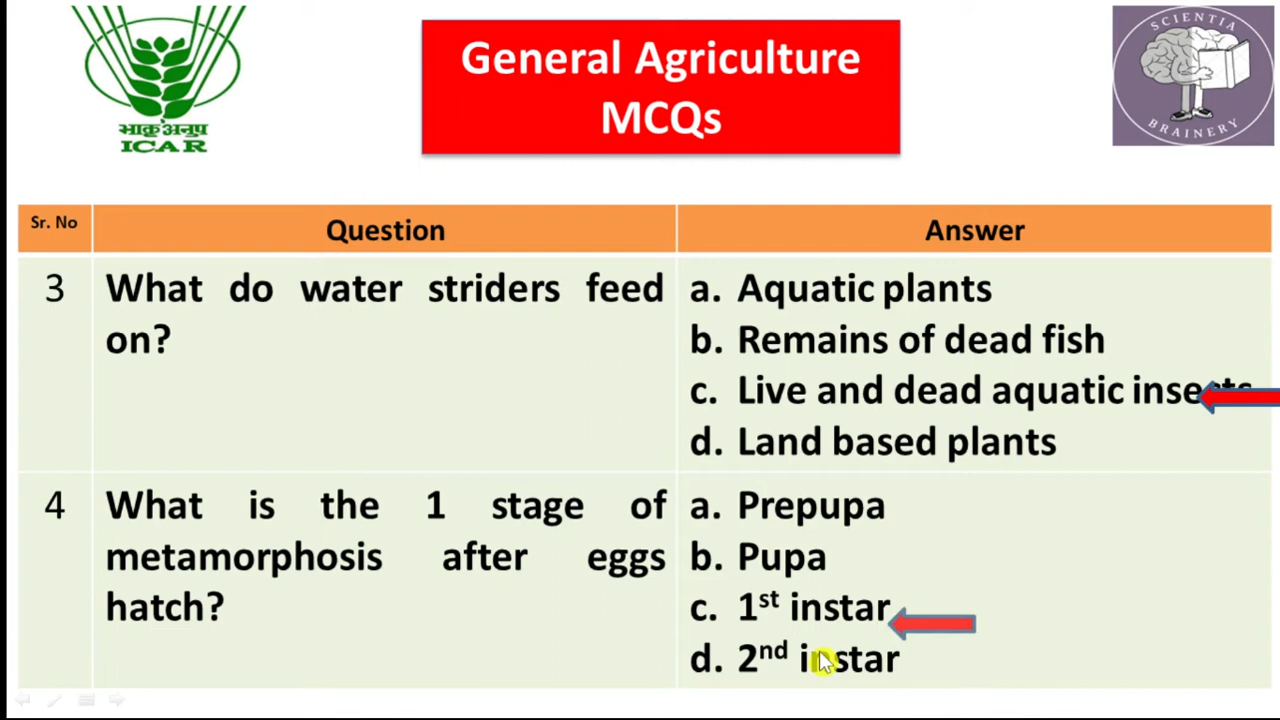 भाकृअनुप
ICAR
General Agriculture
MCQs
SCIENTIA
BRAINERY
Sr. No Question Answer
3 What do water striders feed
on?
a. Aquatic plants
b. Remains of dead fish
c. Live and dead aquatic insects
d. Land based plants
4 What is the 1 stage of
metamorphosis after eggs
hatch?
a. Prepupa
b. Pupa
c. 1st instar
d. 2nd instar